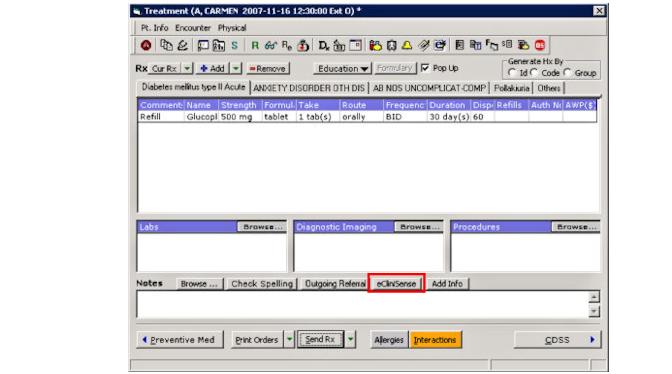 Treatment (A, CARMEN 2007-11-16 12:30:00 Ext 0) *
Pt. Info Encounter Physical
S R Re Dx
Rx Cur Rx Add Remove Education Formulary Pop Up Generate Hx By Id Code Group
Diabetes mellitus type II Acute ANXIETY DISORDER OTH DIS AB NOS UNCOMPLICAT-COMP Pollakiuria Others
Comment Name Strength Formul Take Route Frequenc Duration Disp Refills Auth No AWP($)
Refill Glucopl 500 mg tablet 1 tab(s) orally BID 30 day(s) 60
Labs Browse... Diagnostic Imaging Browse... Procedures Browse...
Notes Browse ... Check Spelling Outgoing Referral eCliniSense Add Info
Preventive Med Print Orders Send Rx Allergies Interactions CDSS